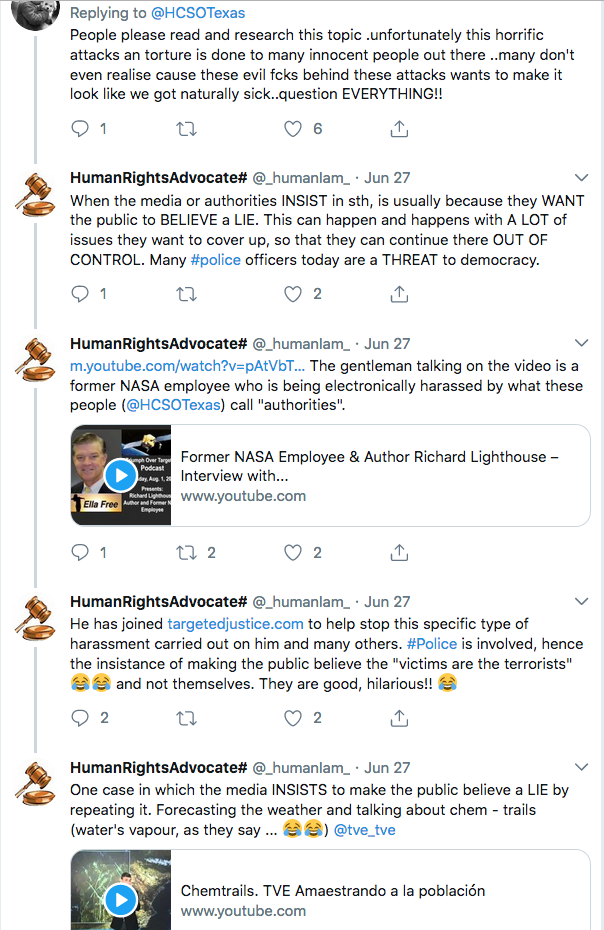 Replying to @HCSOTexas
People please read and research this topic .unfortunately this horrific
attacks an torture is done to many innocent people out there ..many don't
even realise cause these evil fcks behind these attacks wants to make it
look like we got naturally sick..question EVERYTHING!!
1 6
HumanRightsAdvocate# @_humanIam_ · Jun 27
When the media or authorities INSIST in sth, is usually because they WANT
the public to BELIEVE a LIE. This can happen and happens with A LOT of
issues they want to cover up, so that they can continue there OUT OF
CONTROL. Many #police officers today are a THREAT to democracy.
1 2
HumanRightsAdvocate# @_humanIam_ · Jun 27
m.youtube.com/watch?v=pAtVbT... The gentleman talking on the video is a
former NASA employee who is being electronically harassed by what these
people (@HCSOTexas) call "authorities".
umph Over Targe
Podcast
day, Aug. 1, 20
Presents:
Richard Lighthous
Author and Former N
Employee
Ella Free
Former NASA Employee & Author Richard Lighthouse –
Interview with...
www.youtube.com
1 2 2
HumanRightsAdvocate# @_humanIam_ · Jun 27
He has joined targetedjustice.com to help stop this specific type of
harassment carried out on him and many others. #Police is involved, hence
the insistance of making the public believe the "victims are the terrorists"
😂😂 and not themselves. They are good, hilarious!! 😂
2 2
HumanRightsAdvocate# @_humanIam_ · Jun 27
One case in which the media INSISTS to make the public believe a LIE by
repeating it. Forecasting the weather and talking about chem - trails
(water's vapour, as they say ... 😂😂) @tve_tve
Chemtrails. TVE Amaestrando a la población
www.youtube.com